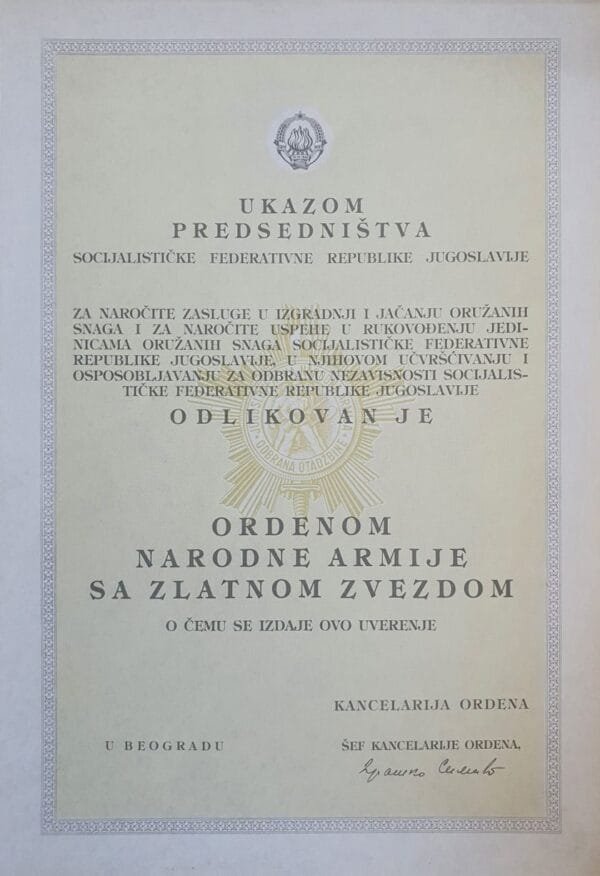 UKAZOM
PREDSEDNIŠTVA
SOCIJALISTIČKE FEDERATIVNE REPUBLIKE JUGOSLAVIJE
ZA NAROČITE ZASLUGE U IZGRADNJI I JAČANJU ORUŽANIH
SNAGA I ZA NAROČITE USPEHE U RUKOVOĐENJU JEDI-
NICAMA ORUŽANIH SNAGA SOCIJALISTIČKE FEDERATIVNE
REPUBLIKE JUGOSLAVIJE, U NJIHOVOM UČVRŠĆIVANJU I
OSPOSOBLJAVANJU ZA ODBRANU NEZAVISNOSTI SOCIJALIS-
TIČKE FEDERATIVNE REPUBLIKE JUGOSLAVIJE
ODLIKOVAN JE
ODBRANA OTADŽBINE
ORDENOM
NARODNE ARMIJE
SA ZLATNOM ZVEZDOM
O ČEMU SE IZDAJE OVO UVERENJE
KANCELARIJA ORDENA
U BEOGRADU
ŠEF KANCELARIJE ORDENA,